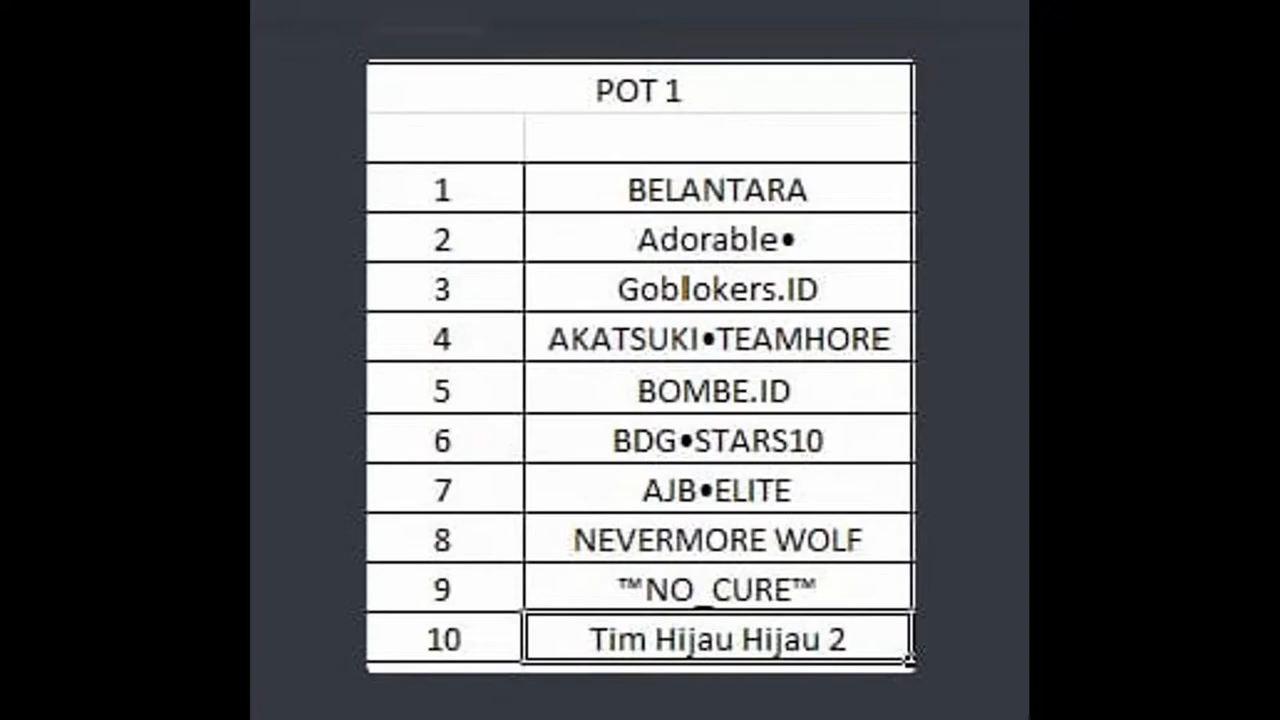 POT 1
1 BELANTARA
2 Adorable•
3 Goblokers.ID
4 AKATSUKI•TEAMHORE
5 BOMBE.ID
6 BDG•STARS10
7 AJB•ELITE
8 NEVERMORE WOLF
9 ™NO_CURE™
10 Tim Hijau Hijau 2